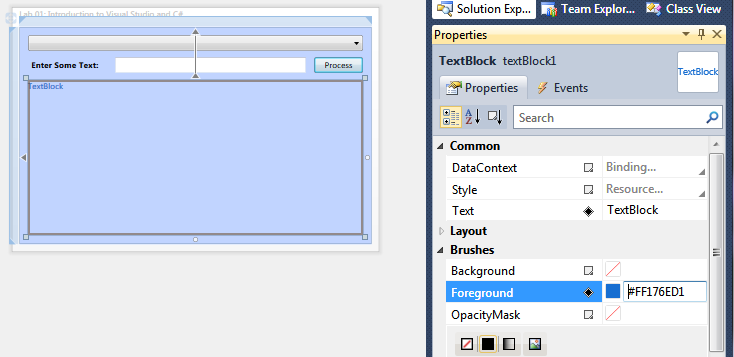 Lab 01: Introduction to Visual Studio and C#
Enter Some Text:
Process
TextBlock
Solution Exp...
Team Explor...
Class View
Properties
TextBlock textBlock1
TextBlock
Properties
Events
A
Z
Search
Common
DataContext
Binding...
Style
Resource...
Text
TextBlock
Layout
Brushes
Background
Foreground
#FF176ED1
OpacityMask